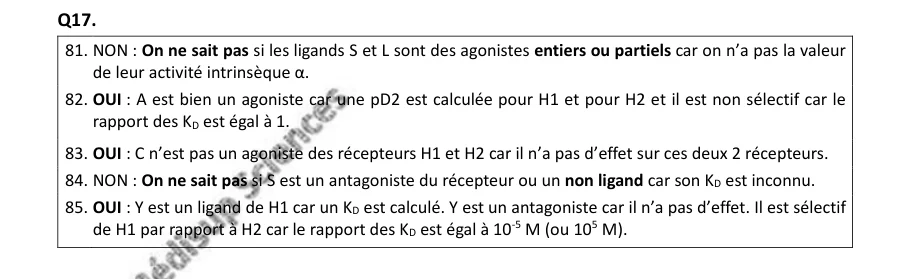 Q17.
81. NON : On ne sait pas si les ligands S et L sont des agonistes entiers ou partiels car on n’a pas la valeur
de leur activité intrinsèque α.
82. OUI : A est bien un agoniste car une pD2 est calculée pour H1 et pour H2 et il est non sélectif car le
rapport des KD est égal à 1.
83. OUI : C n’est pas un agoniste des récepteurs H1 et H2 car il n’a pas d’effet sur ces deux 2 récepteurs.
84. NON : On ne sait pas si S est un antagoniste du récepteur ou un non ligand car son KD est inconnu.
85. OUI : Y est un ligand de H1 car un KD est calculé. Y est un antagoniste car il n’a pas d’effet. Il est sélectif
de H1 par rapport à H2 car le rapport des KD est égal à 10-5 M (ou 105 M).
édisup Sciences